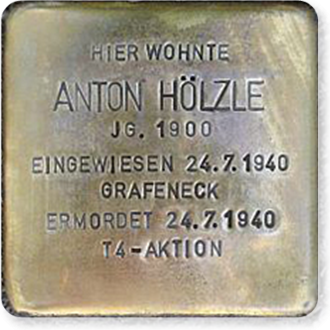 HIER WOHNTE
ANTON HÖLZLE
JG. 1900
EINGEWIESEN 24.7.1940
GRAFENECK
ERMORDET 24.7.1940
T4-AKTION